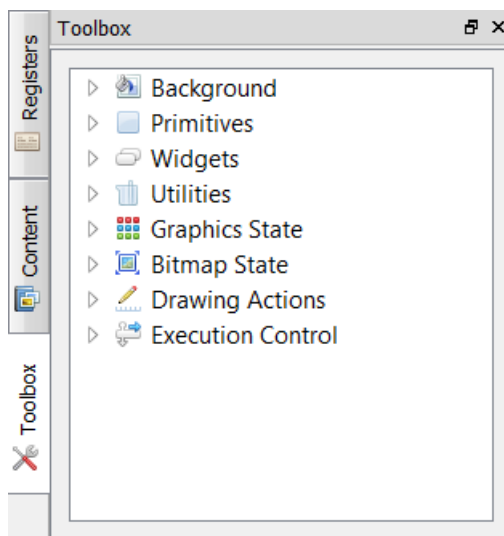 Toolbox
Registers
Content
Toolbox
Background
Primitives
Widgets
Utilities
Graphics State
Bitmap State
Drawing Actions
Execution Control